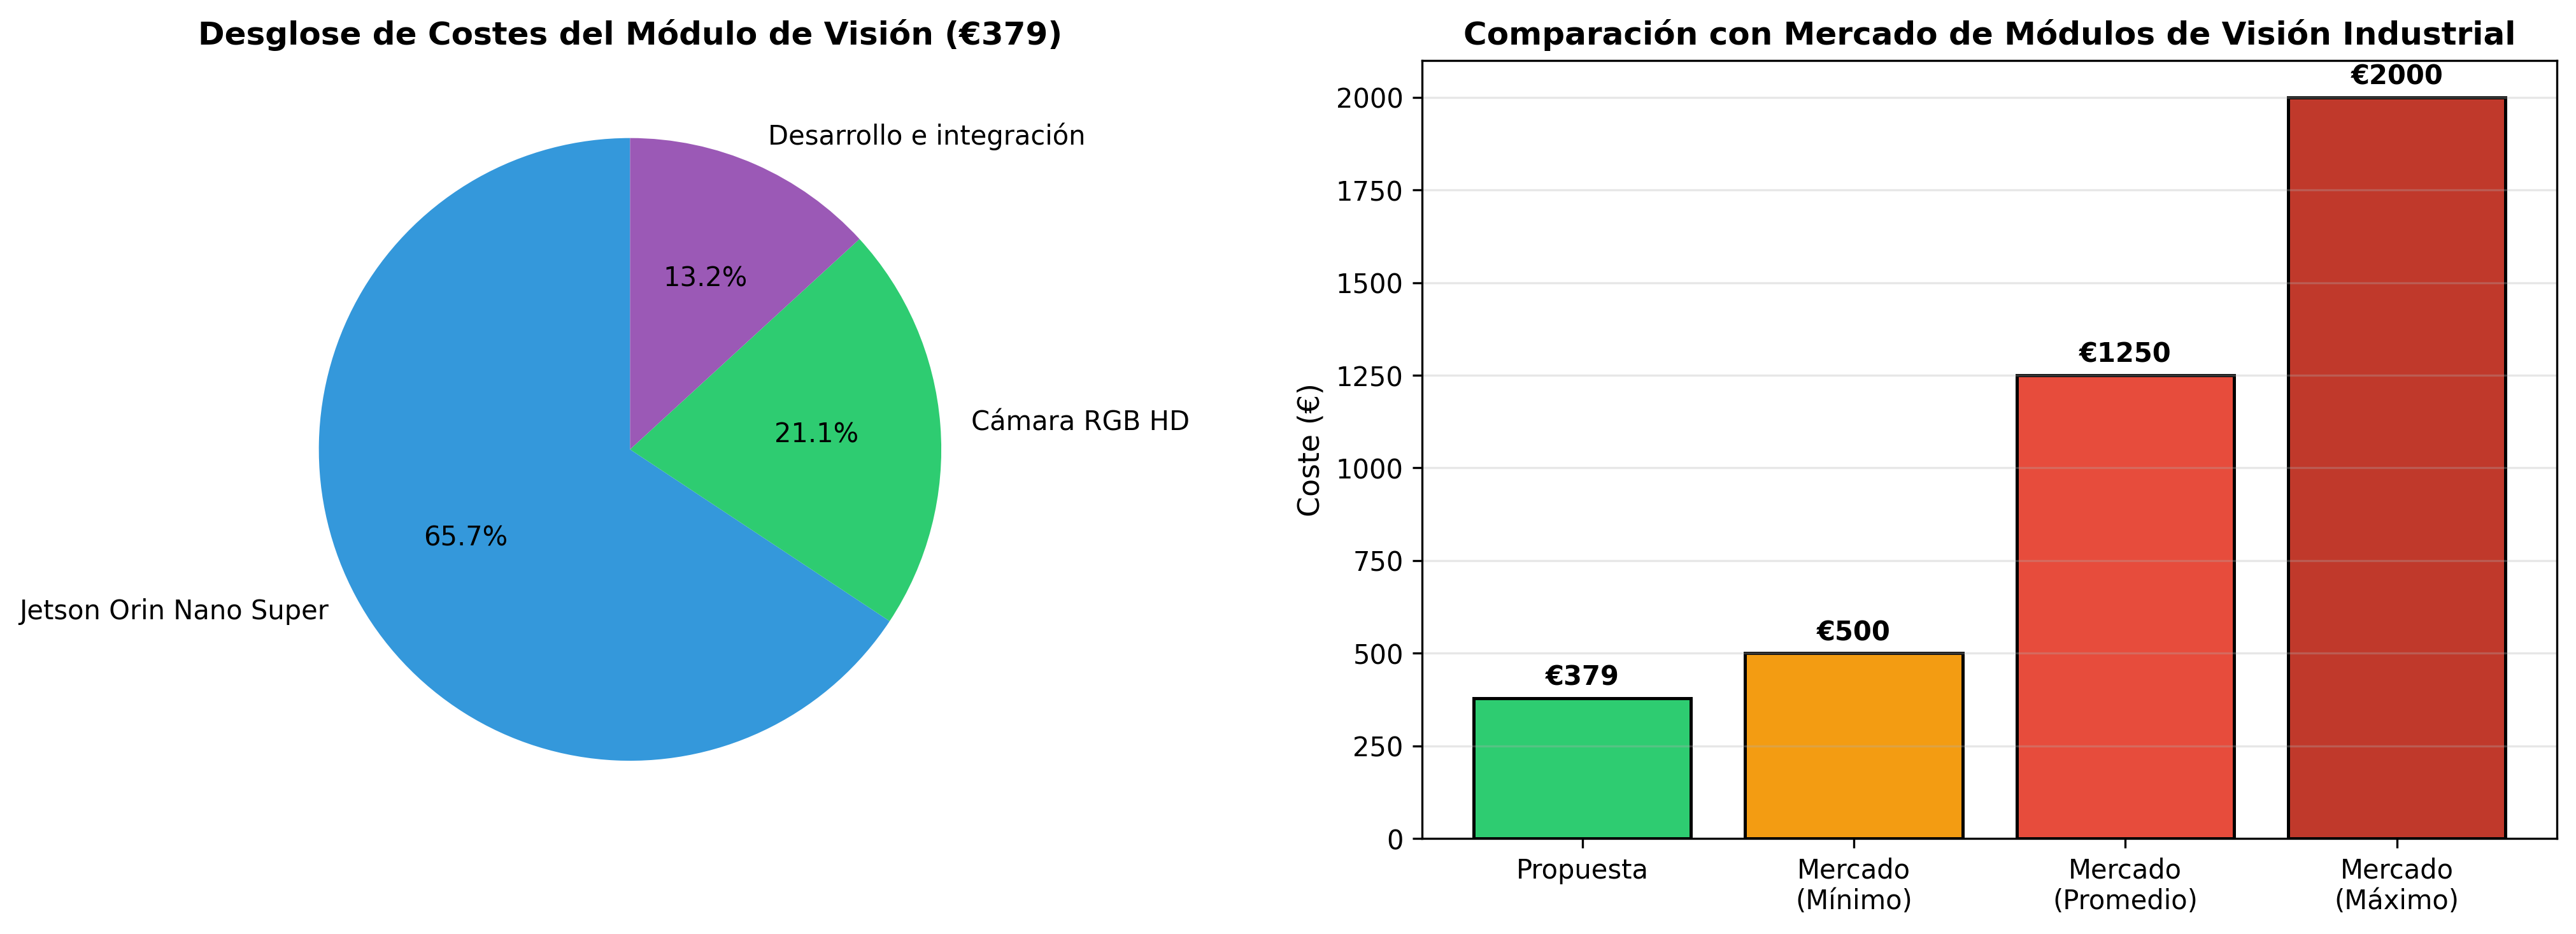 Desglose de Costes del Módulo de Visión (€379)
Desarrollo e integración
13.2%
Cámara RGB HD
21.1%
65.7%
Jetson Orin Nano Super
Comparación con Mercado de Módulos de Visión Industrial
Coste (€)
2000
1750
1500
1250
1000
750
500
250
0
€379
€500
€1250
€2000
Propuesta
Mercado
(Mínimo)
Mercado
(Promedio)
Mercado
(Máximo)